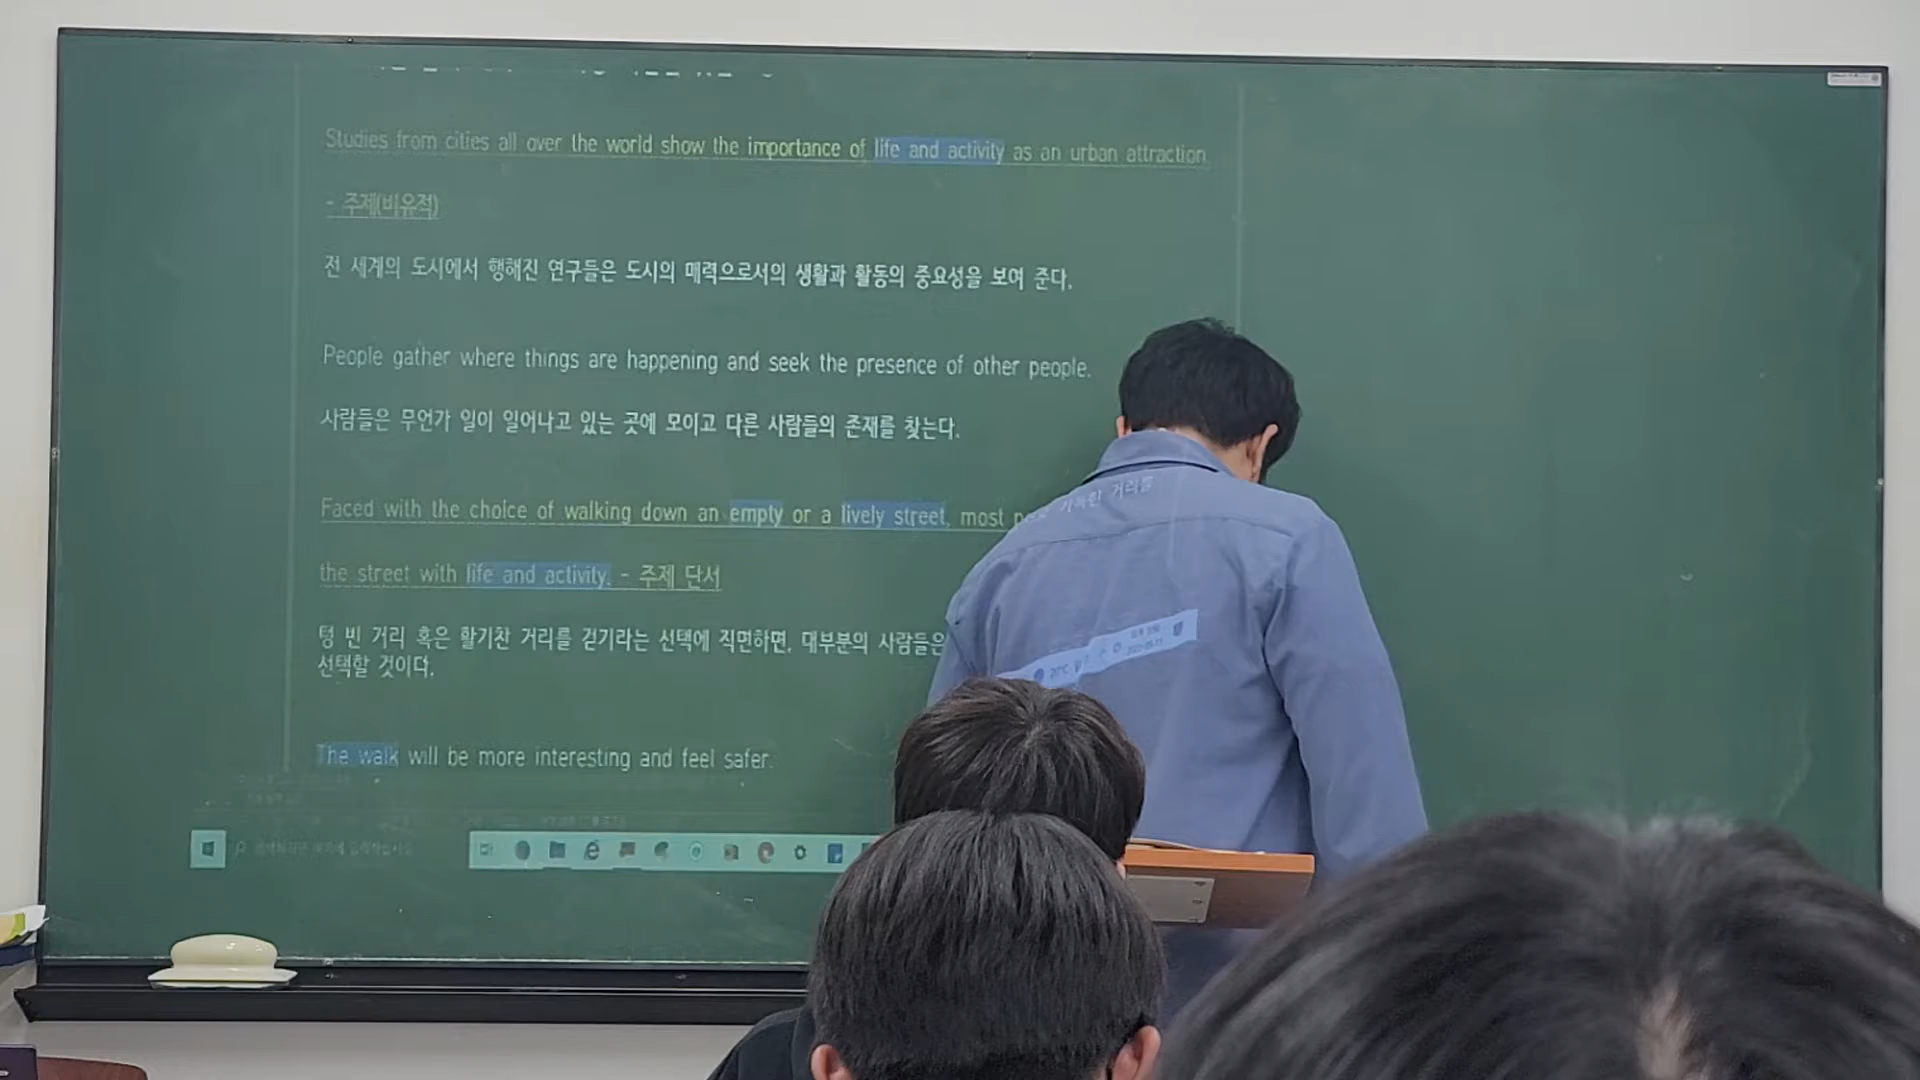 Studies from cities all over the world show the importance of life and activity as an urban attraction
- 주제(비유적)
전 세계의 도시에서 행해진 연구들은 도시의 매력으로서의 생활과 활동의 중요성을 보여 준다.
People gather where things are happening and seek the presence of other people.
사람들은 무언가 일이 일어나고 있는 곳에 모이고 다른 사람들의 존재를 찾는다.
Faced with the choice of walking down an empty or a lively street, most
the street with life and activity. - 주제 단서
텅 빈 거리 혹은 활기찬 거리를 걷기라는 선택에 직면하면, 대부분의 사람들은 거리를
선택할 것이다.
The walk will be more interesting and feel safer.
20°C